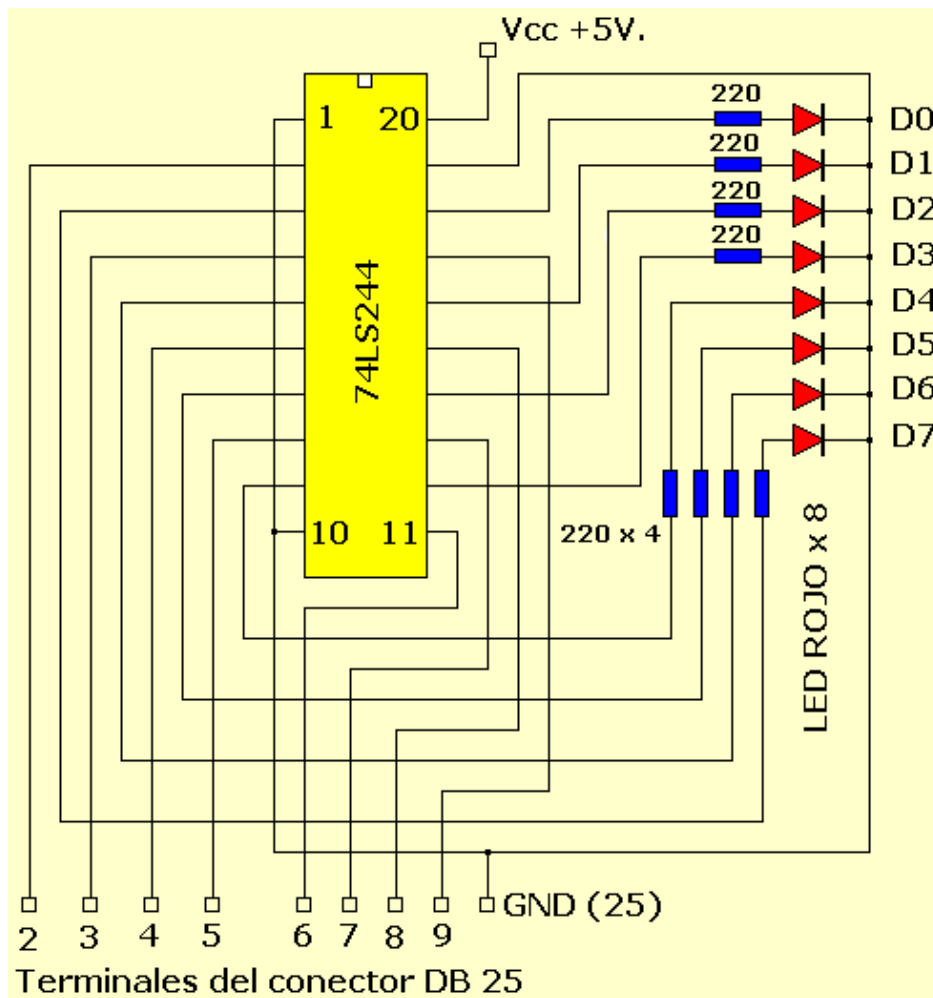 Vcc +5V.
1 20
74LS244
10 11
220
220
220
220
D0
D1
D2
D3
D4
D5
D6
D7
220 x 4
LED ROJO x 8
GND (25)
2 3 4 5 6 7 8 9
Terminales del conector DB 25